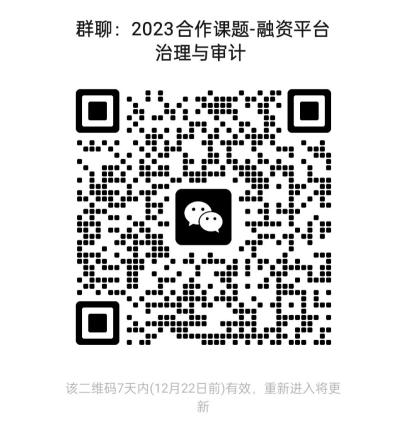 群聊：2023合作课题-融资平台
治理与审计
该二维码7天内(12月22日前)有效，重新进入将更
新